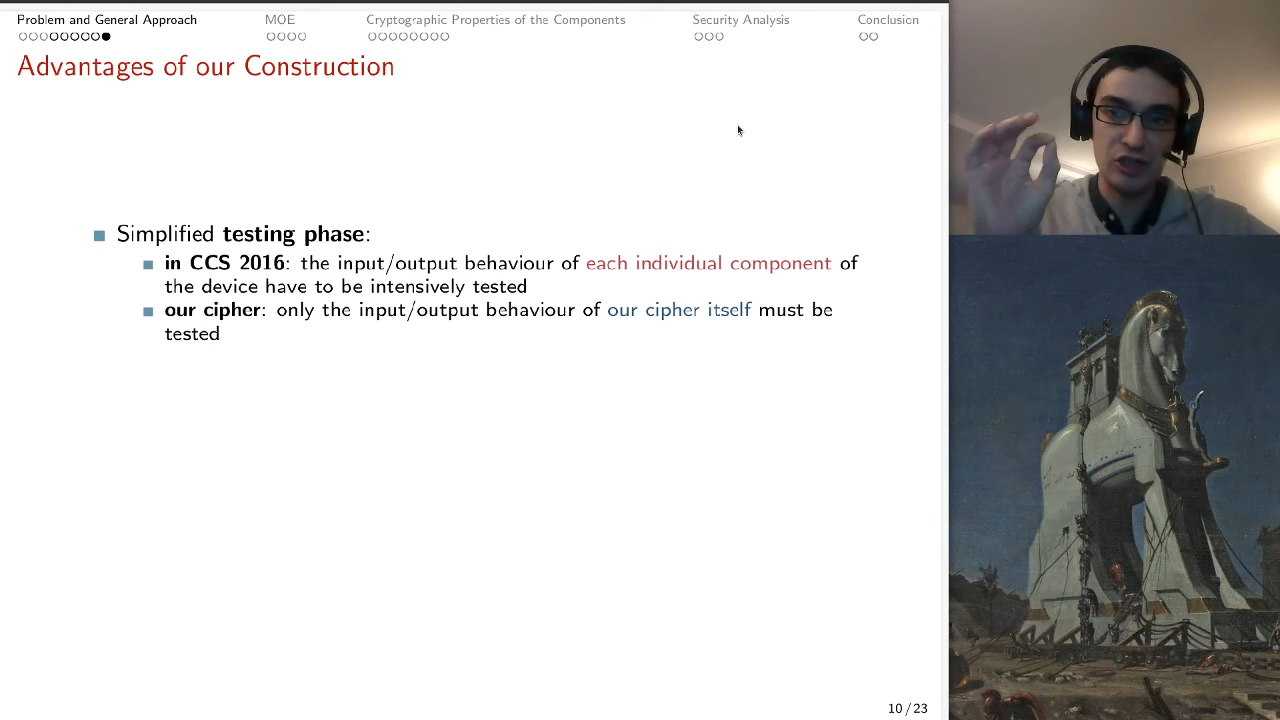 Problem and General Approach MOE Cryptographic Properties of the Components Security Analysis Conclusion
Advantages of our Construction
Simplified testing phase:
in CCS 2016: the input/output behaviour of each individual component of
the device have to be intensively tested
our cipher: only the input/output behaviour of our cipher itself must be
tested
10/23